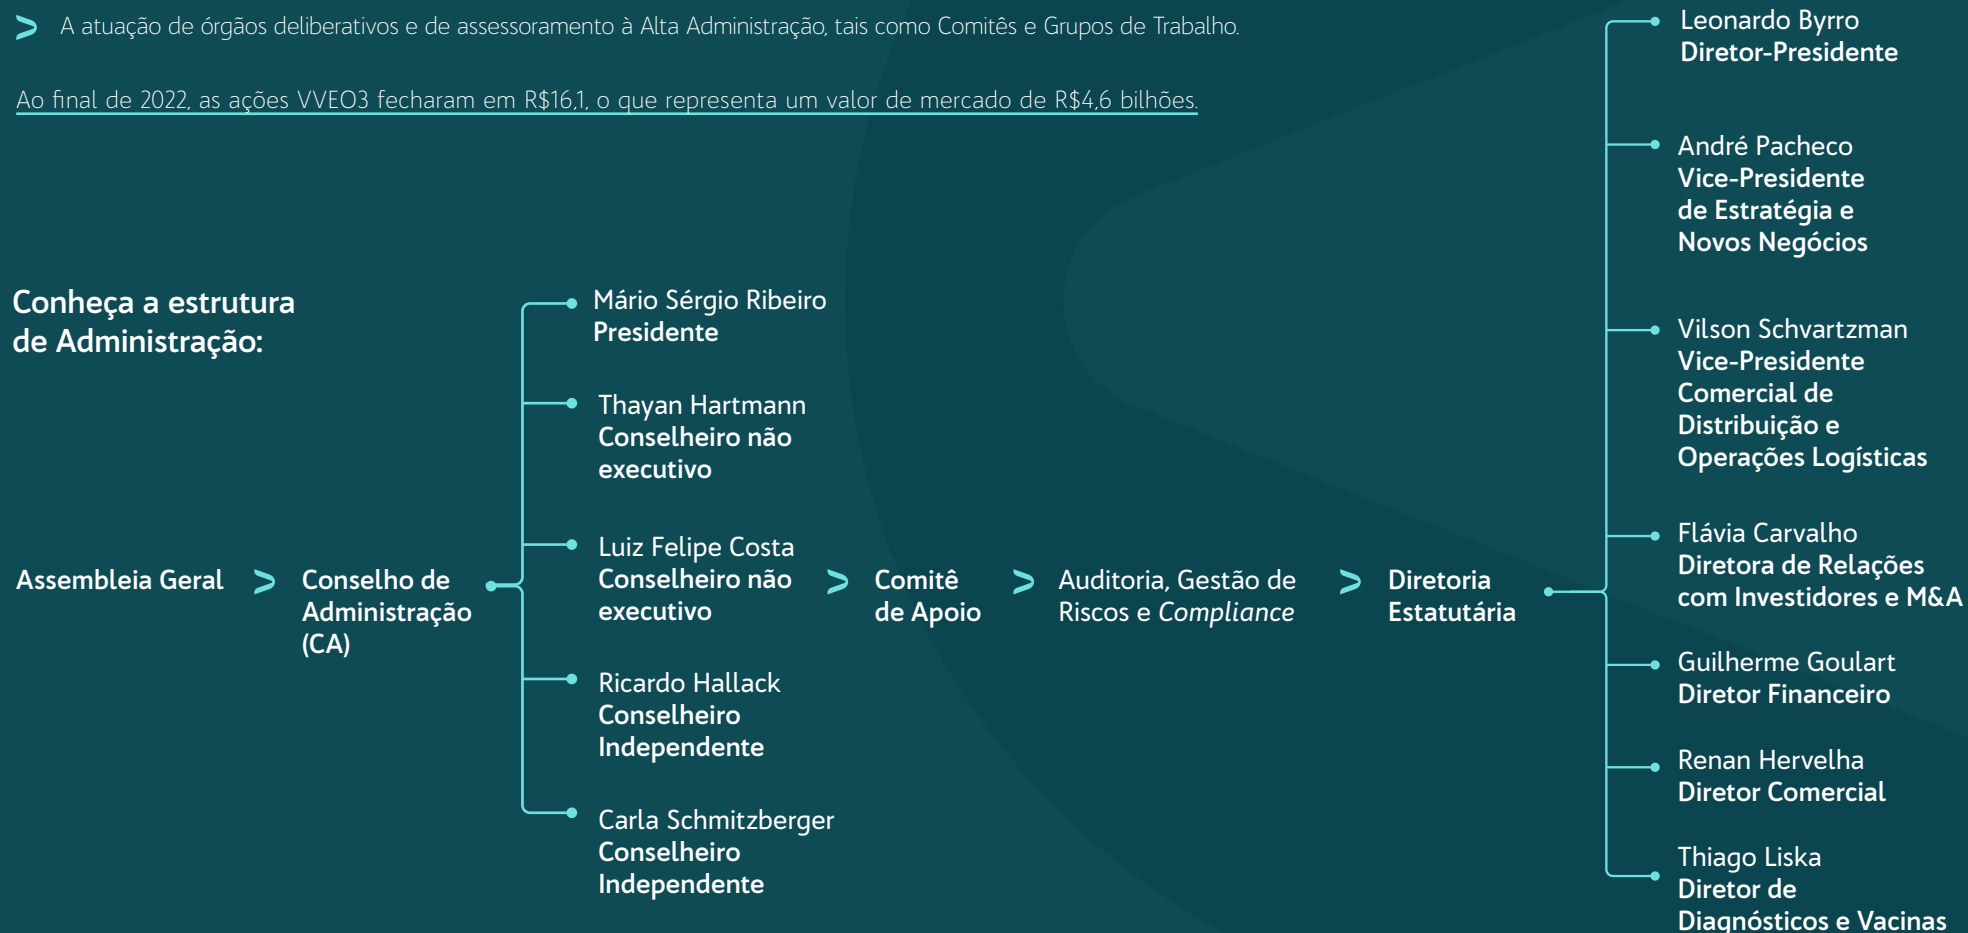 > A atuação de órgãos deliberativos e de assessoramento à Alta Administração, tais como Comitês e Grupos de Trabalho.
Ao final de 2022, as ações VVEO3 fecharam em R$16,1, o que representa um valor de mercado de R$4,6 bilhões.
Conheça a estrutura
de Administração:
Assembleia Geral
>
Conselho de
Administração
(CA)
Mário Sérgio Ribeiro
Presidente
Thayan Hartmann
Conselheiro não
executivo
Luiz Felipe Costa
Conselheiro não
executivo
Ricardo Hallack
Conselheiro
Independente
Carla Schmitzberger
Conselheiro
Independente
>
Comitê
de Apoio
>
Auditoria, Gestão de
Riscos e Compliance
>
Diretoria
Estatutária
Leonardo Byrro
Diretor-Presidente
André Pacheco
Vice-Presidente
de Estratégia e
Novos Negócios
Vilson Schvartzman
Vice-Presidente
Comercial de
Distribuição e
Operações Logísticas
Flávia Carvalho
Diretora de Relações
com Investidores e M&A
Guilherme Goulart
Diretor Financeiro
Renan Hervelha
Diretor Comercial
Thiago Liska
Diretor de
Diagnósticos e Vacinas